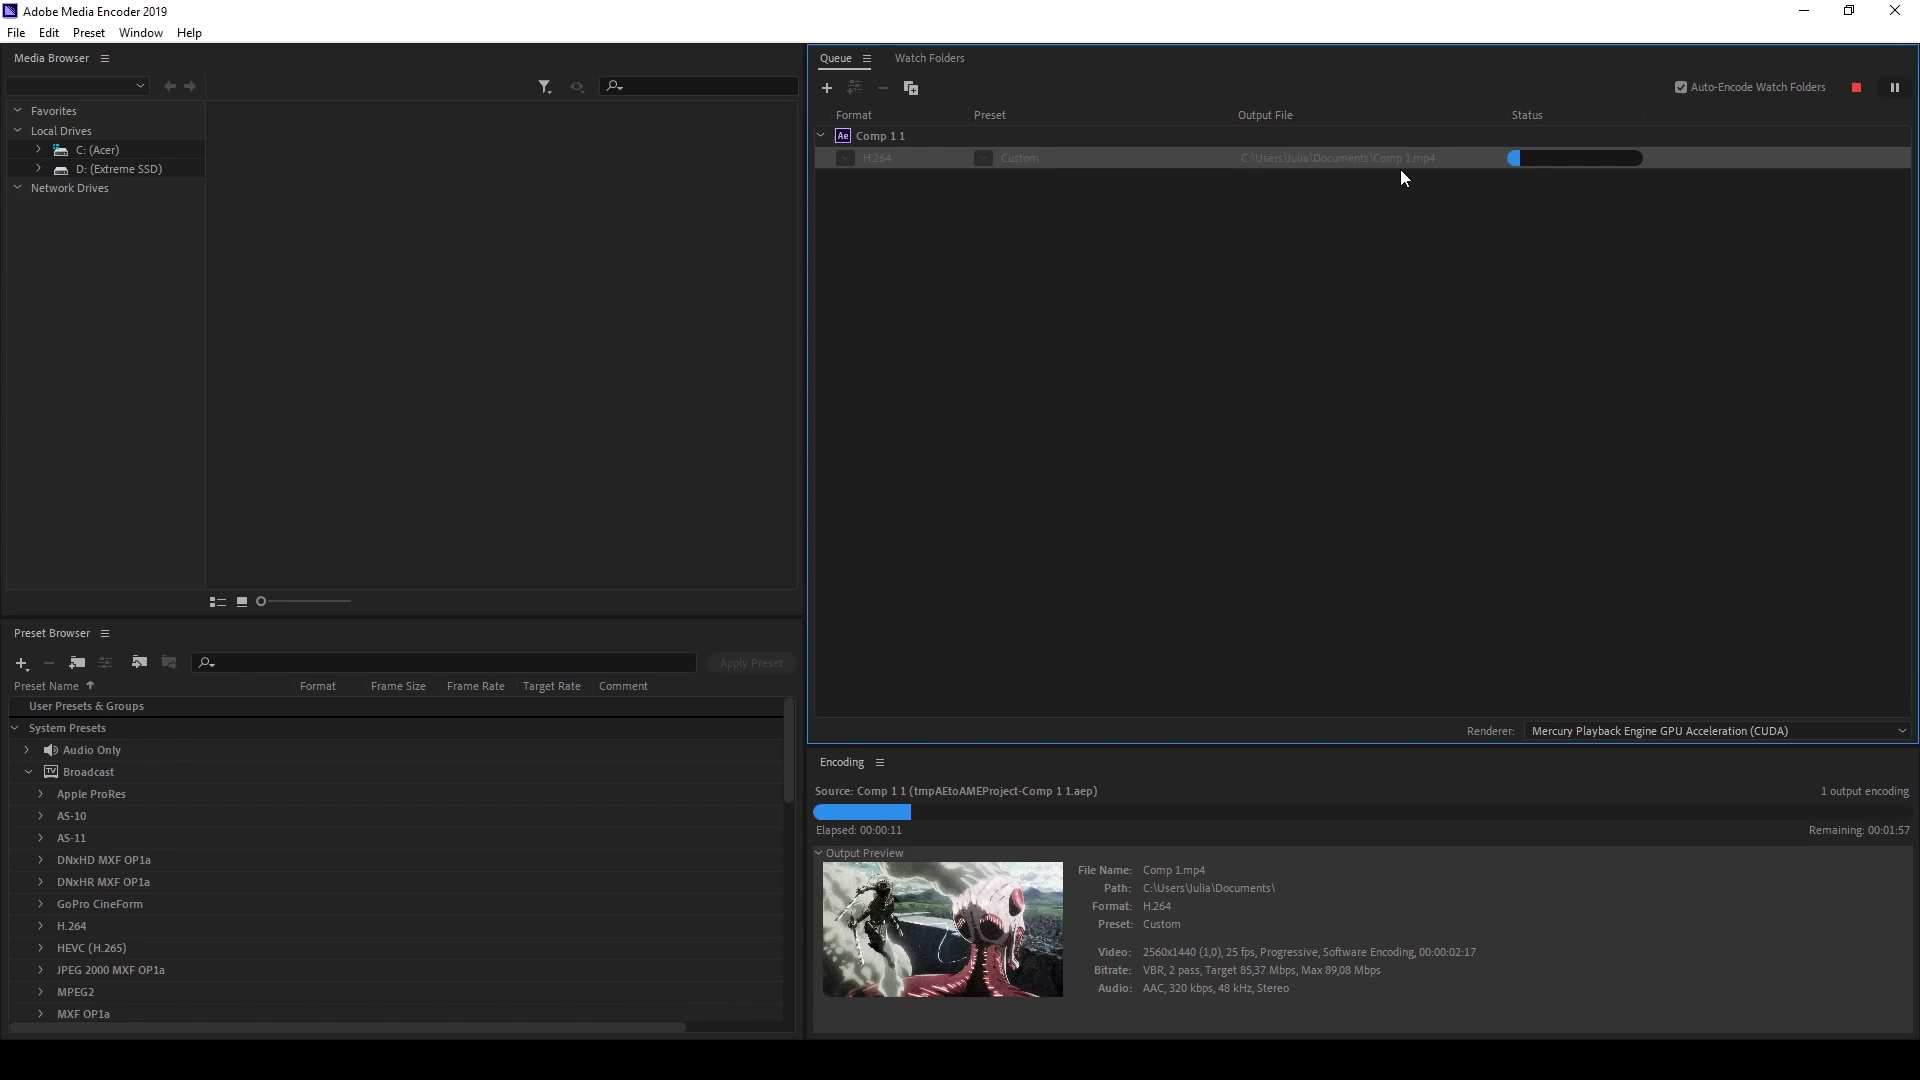 Adobe Media Encoder 2019
File Edit Preset Window Help
Media Browser
Favorites
Local Drives
C: (Acer)
D: (Extreme SSD)
Network Drives
Preset Browser
Apply Preset
Preset Name Format Frame Size Frame Rate Target Rate Comment
User Presets & Groups
System Presets
Audio Only
TV Broadcast
Apple ProRes
AS-10
AS-11
DNxHD MXF OP1a
DNxHR MXF OP1a
GoPro CineForm
H.264
HEVC (H.265)
JPEG 2000 MXF OP1a
MPEG2
MXF OP1a
Queue Watch Folders
Auto-Encode Watch Folders
Format Preset Output File Status
Ae Comp 1 1
H.264 Custom C:\Users\Julia\Documents\Comp 1.mp4
Renderer: Mercury Playback Engine GPU Acceleration (CUDA)
Encoding
Source: Comp 1 1 (tmpAEtoAMEProject-Comp 1 1.aep) 1 output encoding
Elapsed: 00:00:11 Remaining: 00:01:57
Output Preview
File Name: Comp 1.mp4
Path: C:\Users\Julia\Documents\
Format: H.264
Preset: Custom
Video: 2560x1440 (1,0), 25 fps, Progressive, Software Encoding, 00:00:02:17
Bitrate: VBR, 2 pass, Target 85,37 Mbps, Max 89,08 Mbps
Audio: AAC, 320 kbps, 48 kHz, Stereo